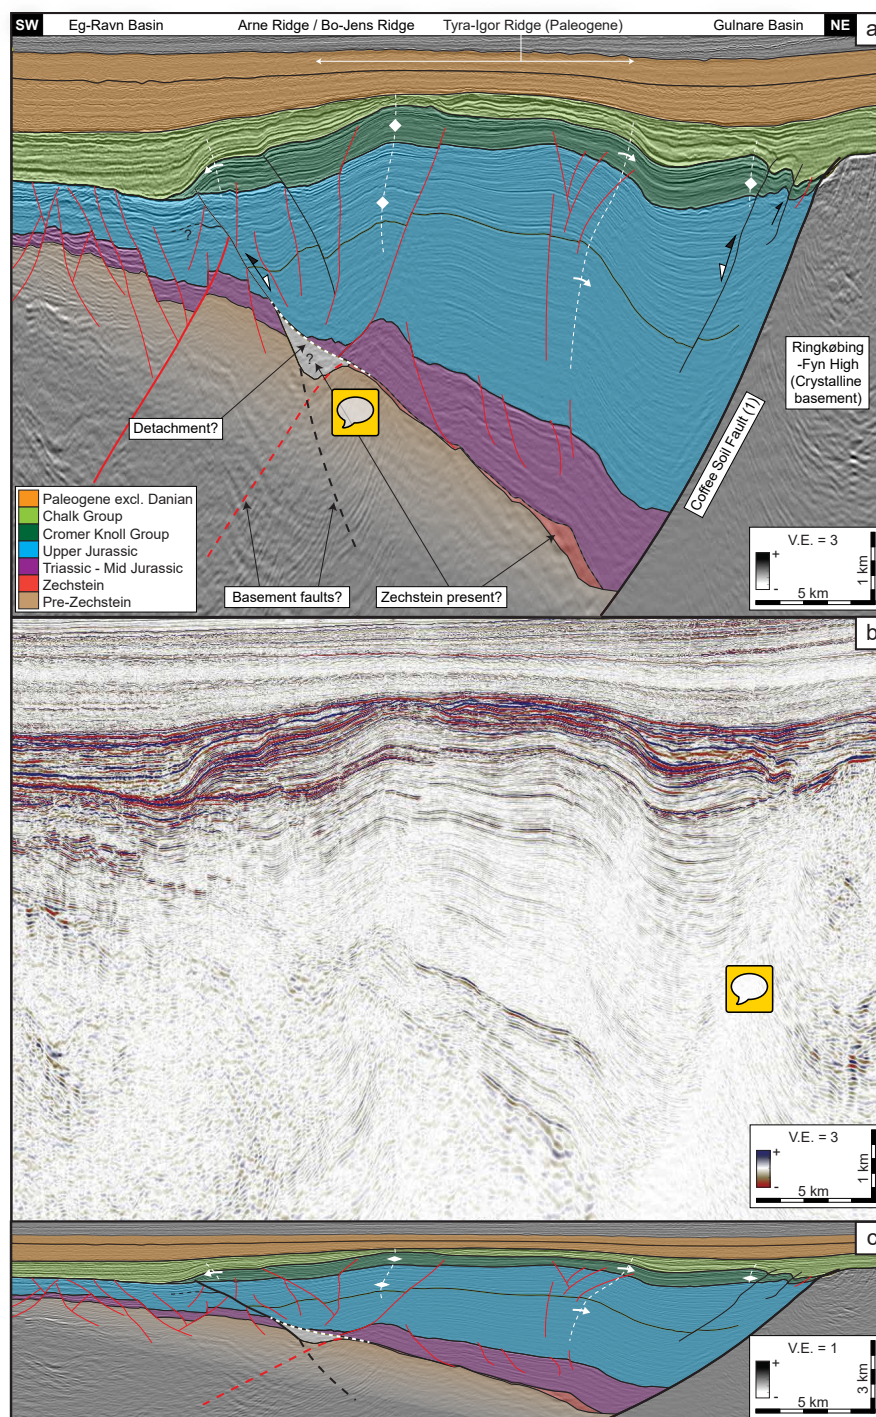 SW
Eg-Ravn Basin
Arne Ridge / Bo-Jens Ridge
Tyra-Igor Ridge (Paleogene)
Gulnare Basin
NE
a
?
?
Detachment?
Ringkøbing
-Fyn High
(Crystalline
basement)
Coffee Soil Fault (1)
Paleogene excl. Danian
Chalk Group
Cromer Knoll Group
Upper Jurassic
Triassic - Mid Jurassic
Zechstein
Pre-Zechstein
Basement faults?
Zechstein present?
V.E. = 3
+
-
5 km
1 km
b
V.E. = 3
+
-
5 km
1 km
c
V.E. = 1
+
-
5 km
3 km